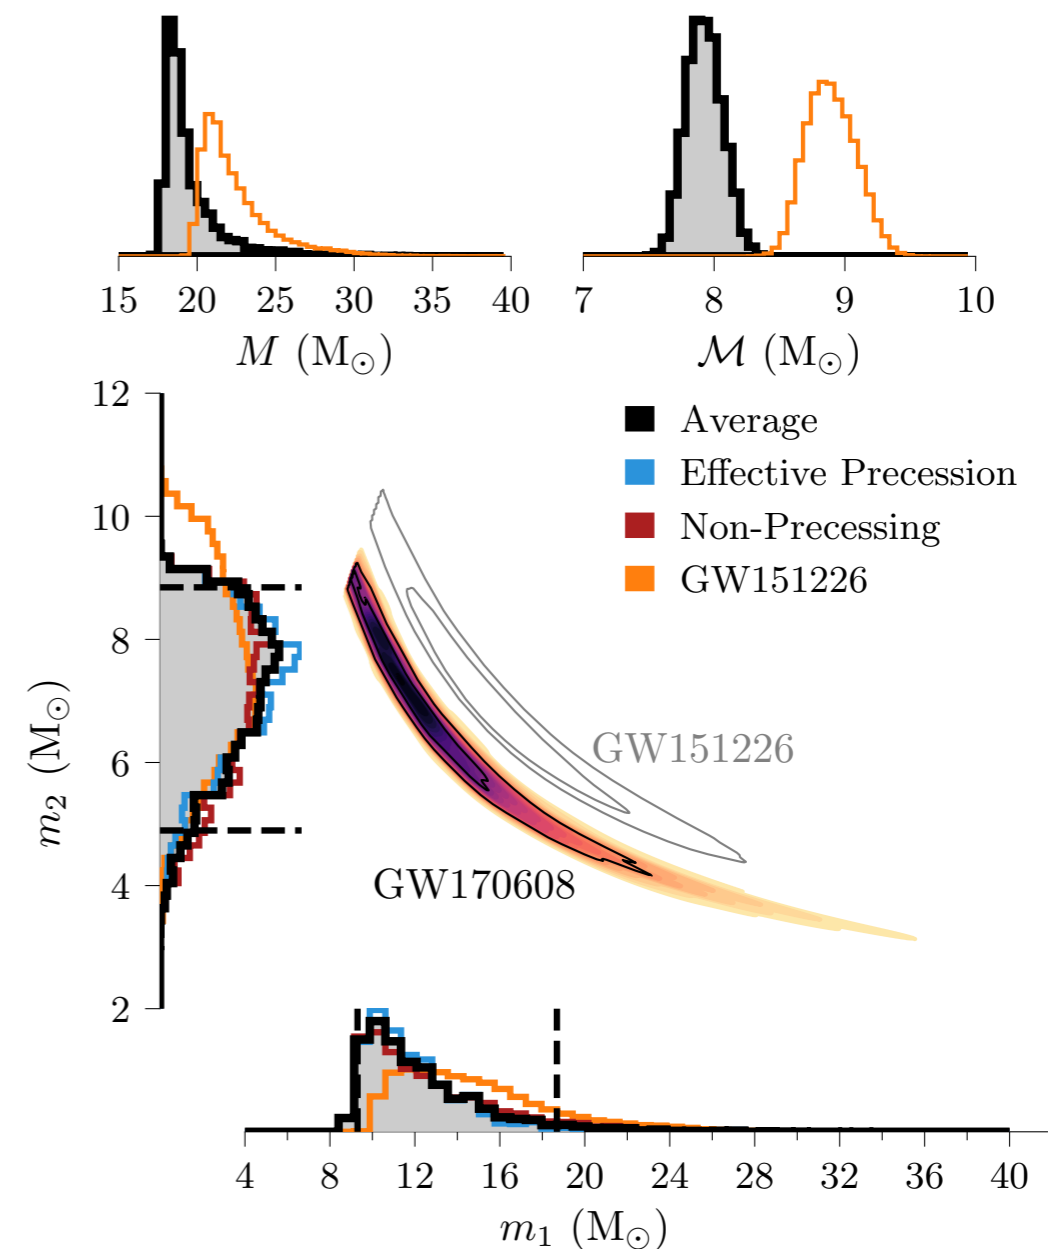 15 20 25 30 35 40
M (M⊙)
7 8 9 10
ℳ (M⊙)
12
10
8
6
4
2
m₂ (M⊙)
Average
Effective Precession
Non-Precessing
GW151226
GW151226
GW170608
4 8 12 16 20 24 28 32 36 40
m₁ (M⊙)